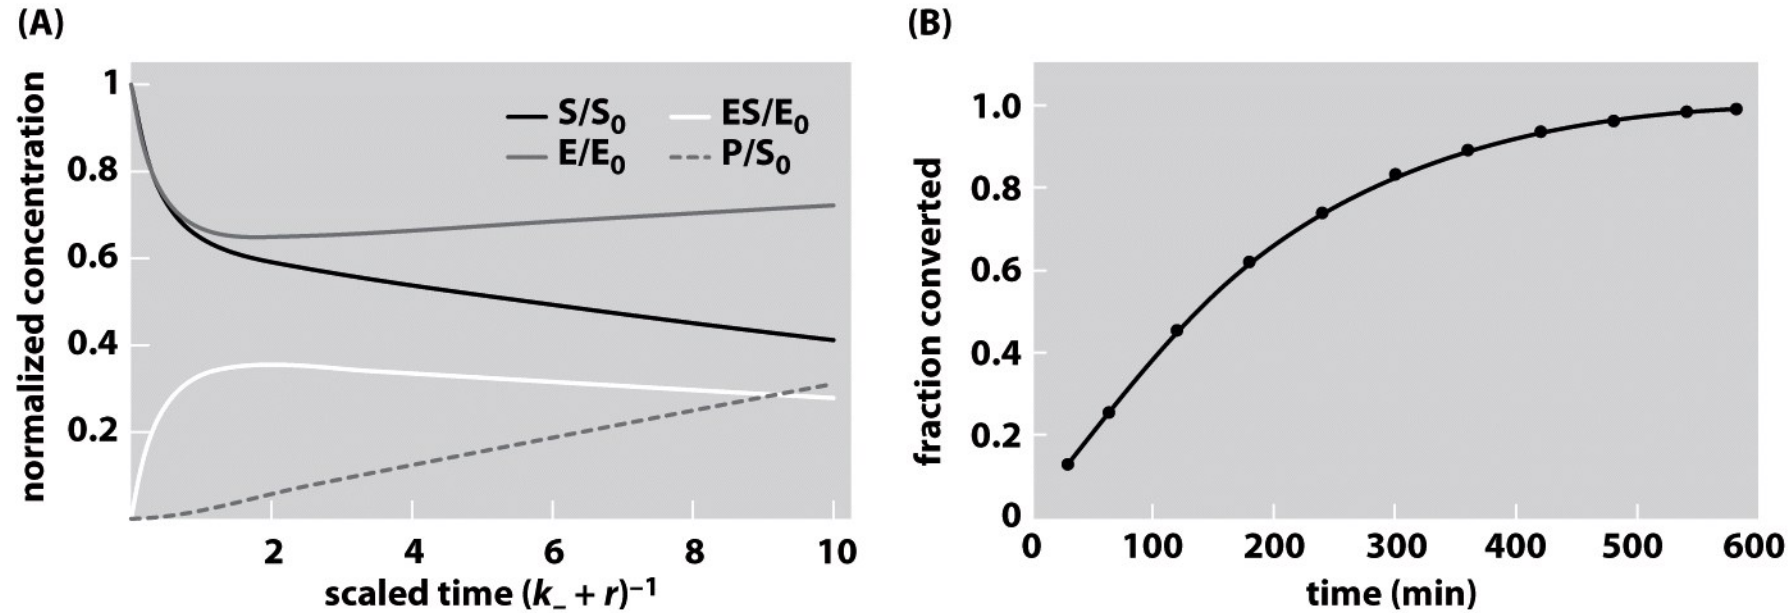 (A)
normalized concentration
1
0.8
0.6
0.4
0.2
S/S₀ ES/E₀
E/E₀ P/S₀
2 4 6 8 10
scaled time (k₋ + r)⁻¹
(B)
fraction converted
1.0
0.8
0.6
0.4
0.2
0
0 100 200 300 400 500 600
time (min)